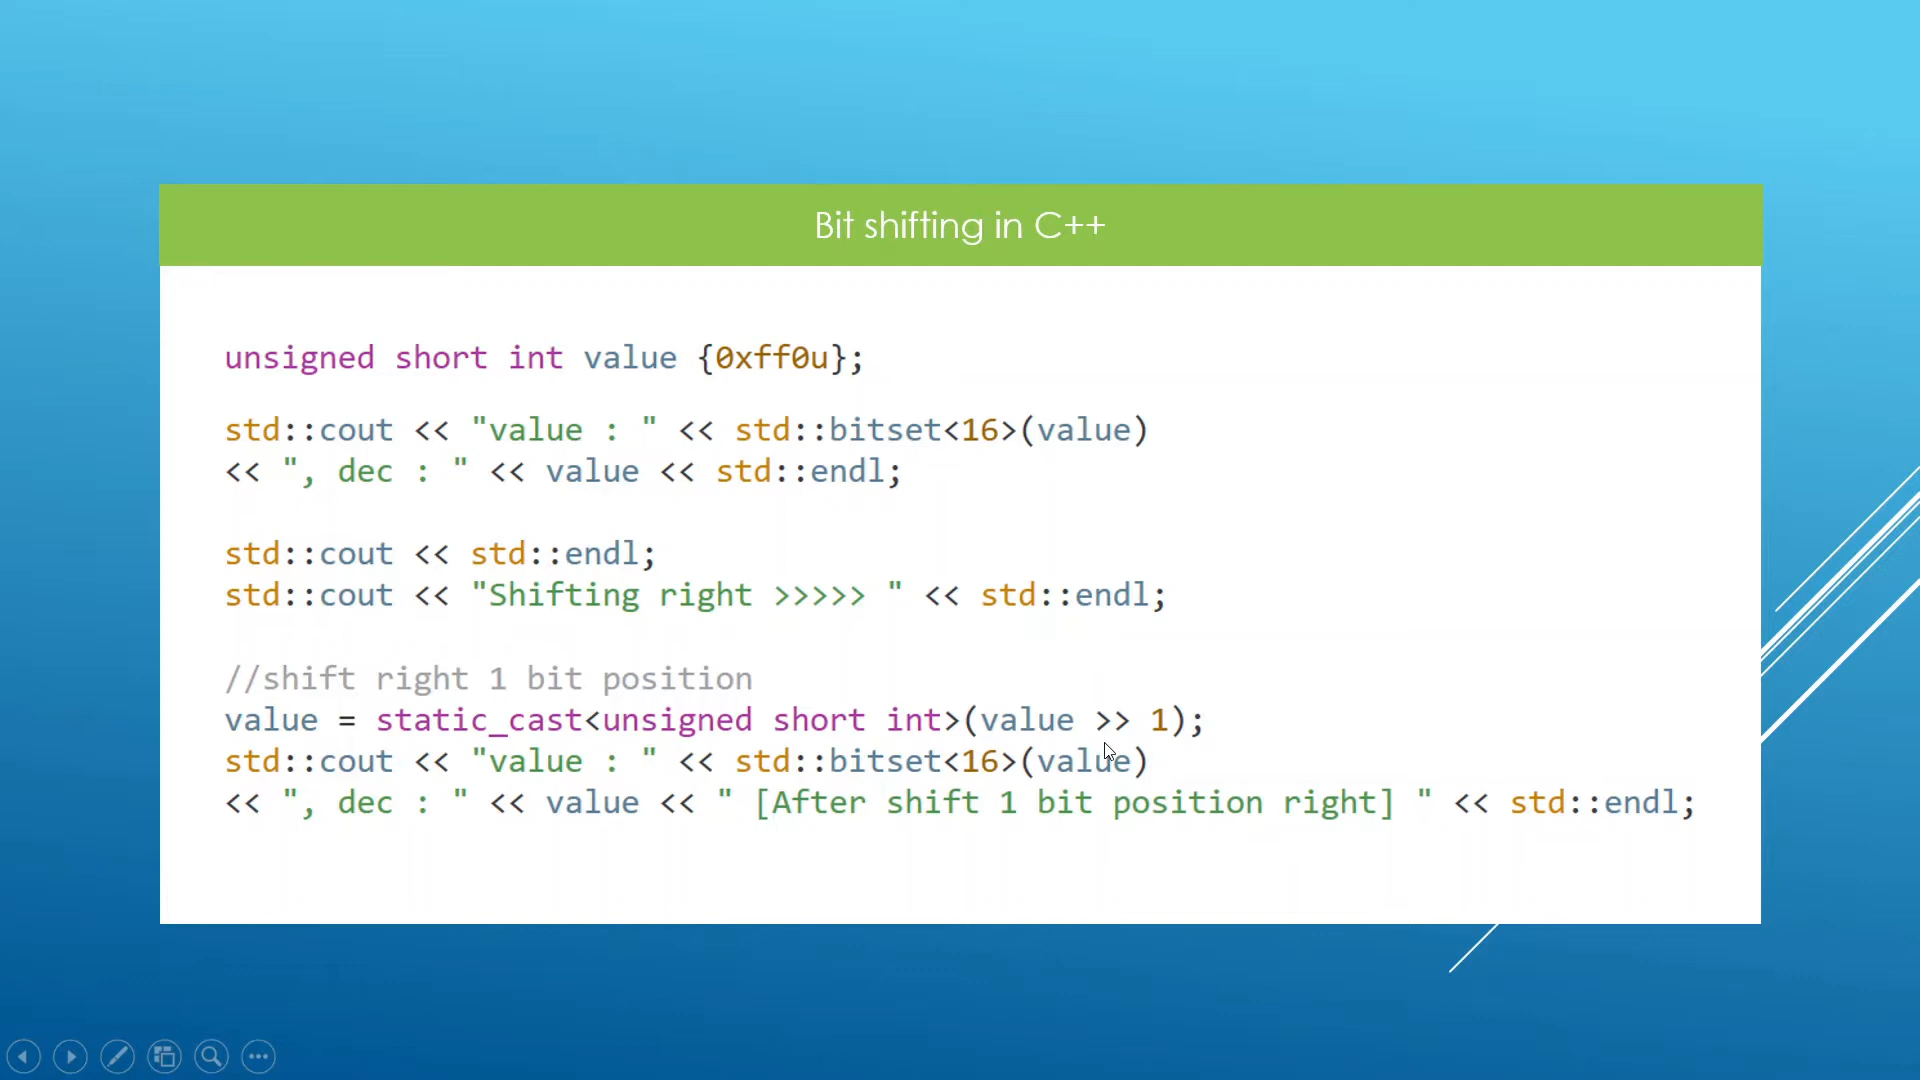 Bit shifting in C++
unsigned short int value {0xff0u};
std::cout << "value : " << std::bitset<16>(value)
<< ", dec : " << value << std::endl;
std::cout << std::endl;
std::cout << "Shifting right >>>>> " << std::endl;
//shift right 1 bit position
value = static_cast<unsigned short int>(value >> 1);
std::cout << "value : " << std::bitset<16>(value)
<< ", dec : " << value << " [After shift 1 bit position right] " << std::endl;